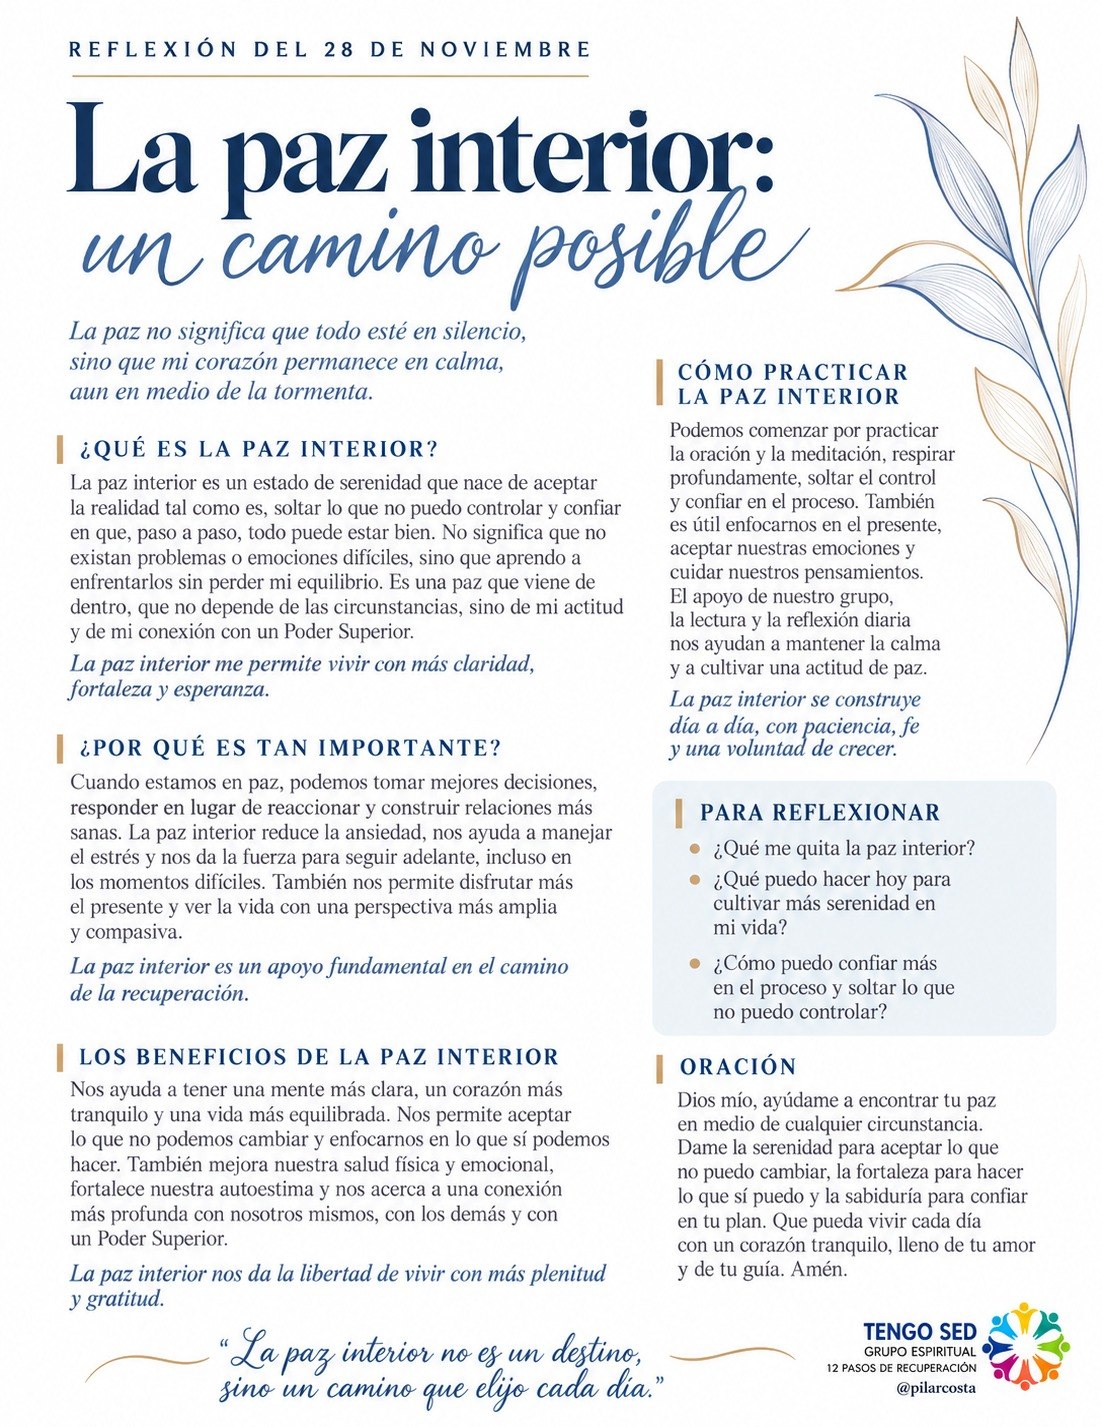 REFLEXIÓN DEL 28 DE NOVIEMBRE
La paz interior:
un camino posible
La paz no significa que todo esté en silencio,
sino que mi corazón permanece en calma,
aun en medio de la tormenta.
¿QUÉ ES LA PAZ INTERIOR?
La paz interior es un estado de serenidad que nace de aceptar
la realidad tal como es, soltar lo que no puedo controlar y confiar
en que, paso a paso, todo puede estar bien. No significa que no
existan problemas o emociones difíciles, sino que aprendo a
enfrentarlos sin perder mi equilibrio. Es una paz que viene de
dentro, que no depende de las circunstancias, sino de mi actitud
y de mi conexión con un Poder Superior.
La paz interior me permite vivir con más claridad,
fortaleza y esperanza.
¿POR QUÉ ES TAN IMPORTANTE?
Cuando estamos en paz, podemos tomar mejores decisiones,
responder en lugar de reaccionar y construir relaciones más
sanas. La paz interior reduce la ansiedad, nos ayuda a manejar
el estrés y nos da la fuerza para seguir adelante, incluso en
los momentos difíciles. También nos permite disfrutar más
el presente y ver la vida con una perspectiva más amplia
y compasiva.
La paz interior es un apoyo fundamental en el camino
de la recuperación.
LOS BENEFICIOS DE LA PAZ INTERIOR
Nos ayuda a tener una mente más clara, un corazón más
tranquilo y una vida más equilibrada. Nos permite aceptar
lo que no podemos cambiar y enfocarnos en lo que sí podemos
hacer. También mejora nuestra salud física y emocional,
fortalece nuestra autoestima y nos acerca a una conexión
más profunda con nosotros mismos, con los demás y con
un Poder Superior.
La paz interior nos da la libertad de vivir con más plenitud
y gratitud.
CÓMO PRACTICAR
LA PAZ INTERIOR
Podemos comenzar por practicar
la oración y la meditación, respirar
profundamente, soltar el control
y confiar en el proceso. También
es útil enfocarnos en el presente,
aceptar nuestras emociones y
cuidar nuestros pensamientos.
El apoyo de nuestro grupo,
la lectura y la reflexión diaria
nos ayudan a mantener la calma
y a cultivar una actitud de paz.
La paz interior se construye
día a día, con paciencia, fe
y una voluntad de crecer.
PARA REFLEXIONAR
• ¿Qué me quita la paz interior?
• ¿Qué puedo hacer hoy para
cultivar más serenidad en
mi vida?
• ¿Cómo puedo confiar más
en el proceso y soltar lo que
no puedo controlar?
ORACIÓN
Dios mío, ayúdame a encontrar tu paz
en medio de cualquier circunstancia.
Dame la serenidad para aceptar lo que
no puedo cambiar, la fortaleza para hacer
lo que sí puedo y la sabiduría para confiar
en tu plan. Que pueda vivir cada día
con un corazón tranquilo, lleno de tu amor
y de tu guía. Amén.
“La paz interior no es un destino,
sino un camino que elijo cada día.”
TENGO SED
GRUPO ESPIRITUAL
12 PASOS DE RECUPERACIÓN
@pilarcosta